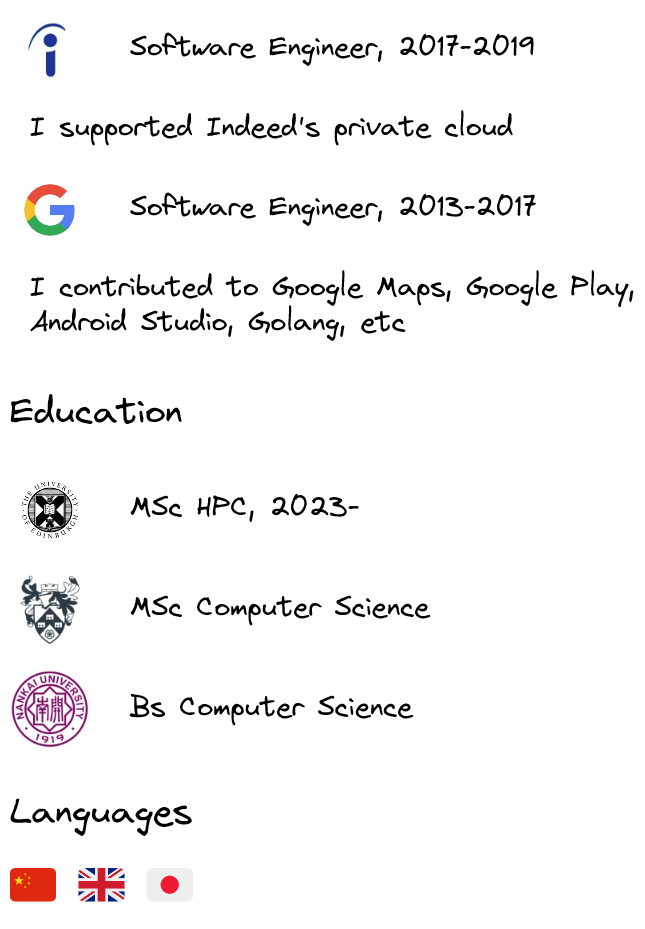 Software Engineer, 2017-2019
I supported Indeed's private cloud
Software Engineer, 2013-2017
I contributed to Google Maps, Google Play,
Android Studio, Golang, etc
Education
THE UNIVERSITY OF EDINBURGH
MSc HPC, 2023-
MSc Computer Science
NANKAI UNIVERSITY
南開
1919
Bs Computer Science
Languages